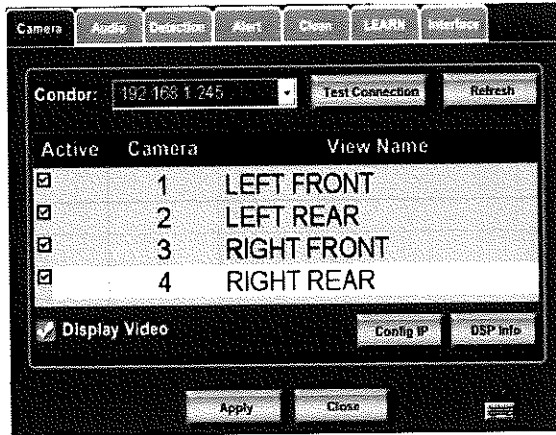 Camera Audio Detection Alert Clean LEARN Interface
Condor: 192.168.1.245 Test Connection Refresh
Active Camera View Name
1 LEFT FRONT
2 LEFT REAR
3 RIGHT FRONT
4 RIGHT REAR
Display Video Config IP DSP Info
Apply Close